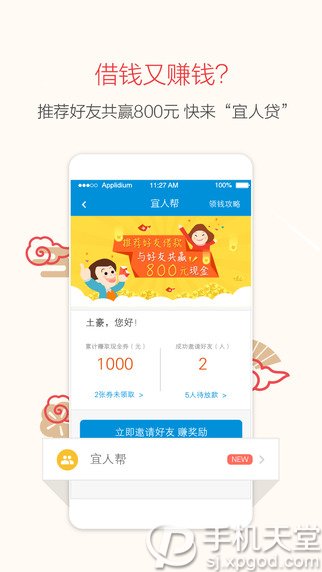 借钱又赚钱?
推荐好友共赢800元 快来“宜人贷”
Applidium 11:27 AM 100%
宜人帮 领钱攻略
推荐好友借款
与好友共赢
800元现金
土豪，您好!
累计赚取现金券（元） 成功邀请好友（人）
1000 2
2张券未领取 > 5人待放款 >
立即邀请好友 赚奖励
宜人帮 NEW
手机天堂
sj.xpgod.com